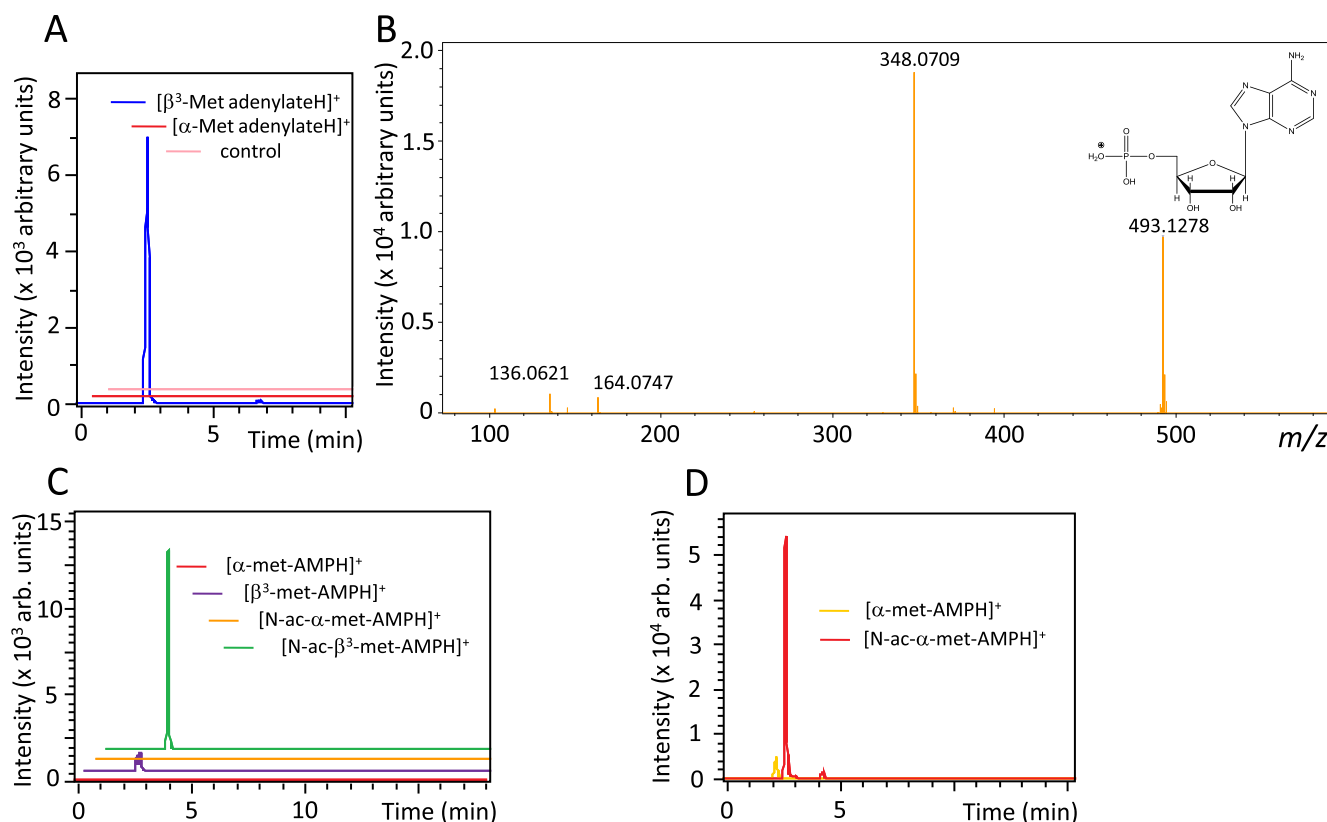 A
Intensity (x 10³ arbitrary units)
8
6
4
2
0
[β³-Met adenylateH]⁺
[α-Met adenylateH]⁺
control
0 5
Time (min)
B
Intensity (x 10⁴ arbitrary units)
2.0
1.5
1.0
0.5
0
348.0709
493.1278
136.0621
164.0747
NH₂
N N
N N
O O
⊕
H₂O P O
OH
H H
H H
OH OH
100 200 300 400 500 m/z
C
Intensity (x 10³ arb. units)
15
10
5
0
[α-met-AMPH]⁺
[β³-met-AMPH]⁺
[N-ac-α-met-AMPH]⁺
[N-ac-β³-met-AMPH]⁺
0 5 10 Time (min)
D
Intensity (x 10⁴ arb. units)
5
4
3
2
1
0
[α-met-AMPH]⁺
[N-ac-α-met-AMPH]⁺
0 5 Time (min)